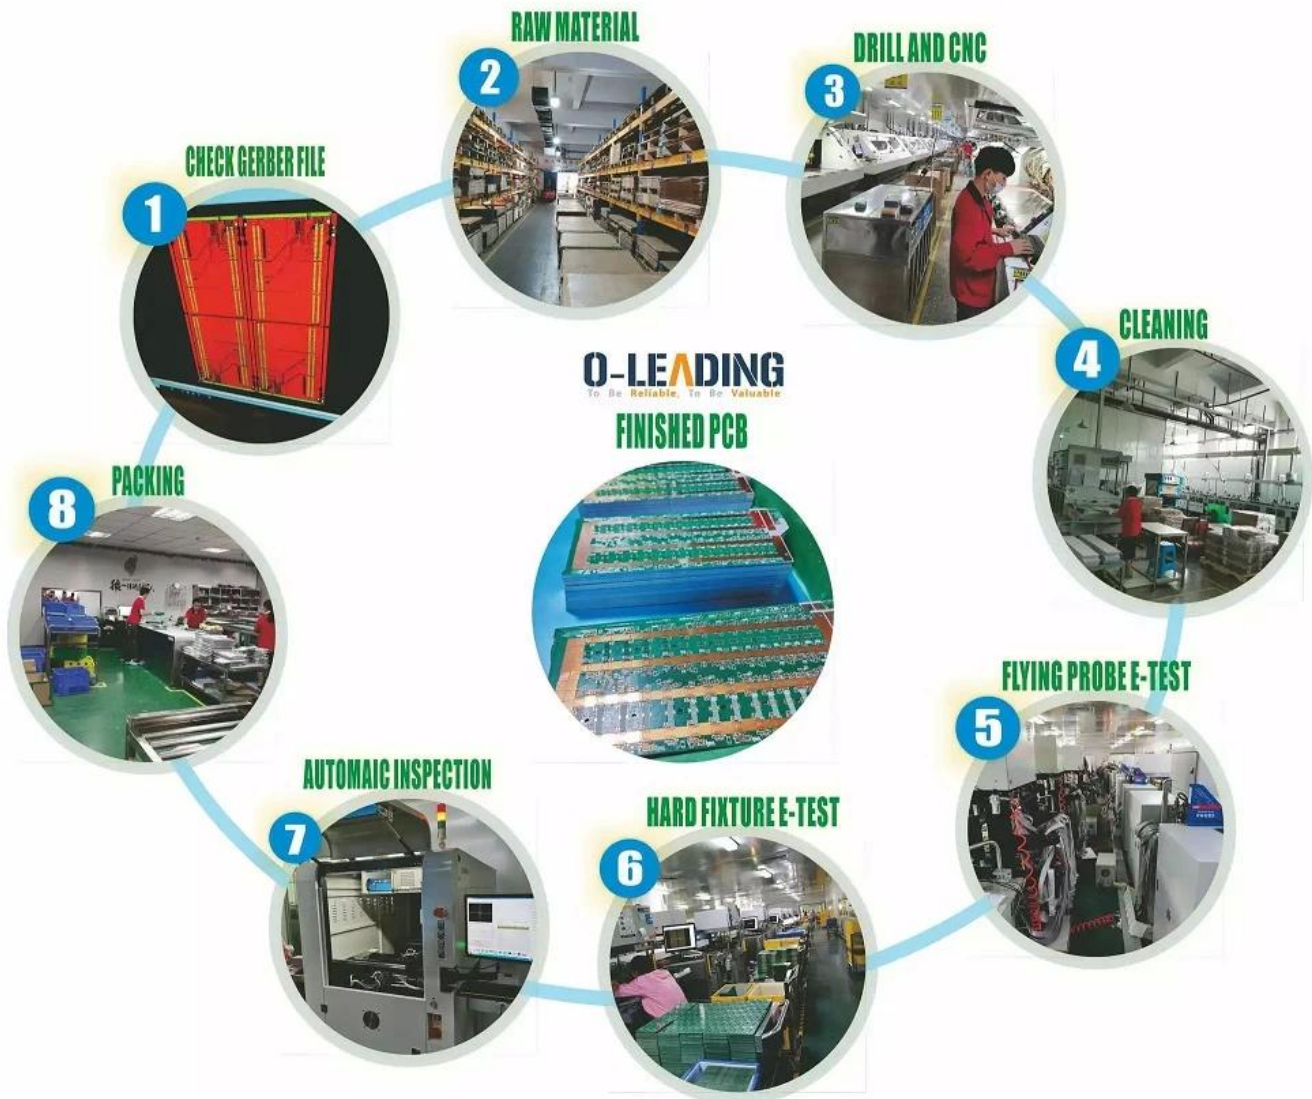 1
CHECK GERBER FILE
2
RAW MATERIAL
3
DRILL AND CNC
4
CLEANING
5
FLYING PROBE E-TEST
6
HARD FIXTURE E-TEST
7
AUTOMAIC INSPECTION
8
PACKING
O-LEADING
To Be Reliable, To Be Valuable
FINISHED PCB